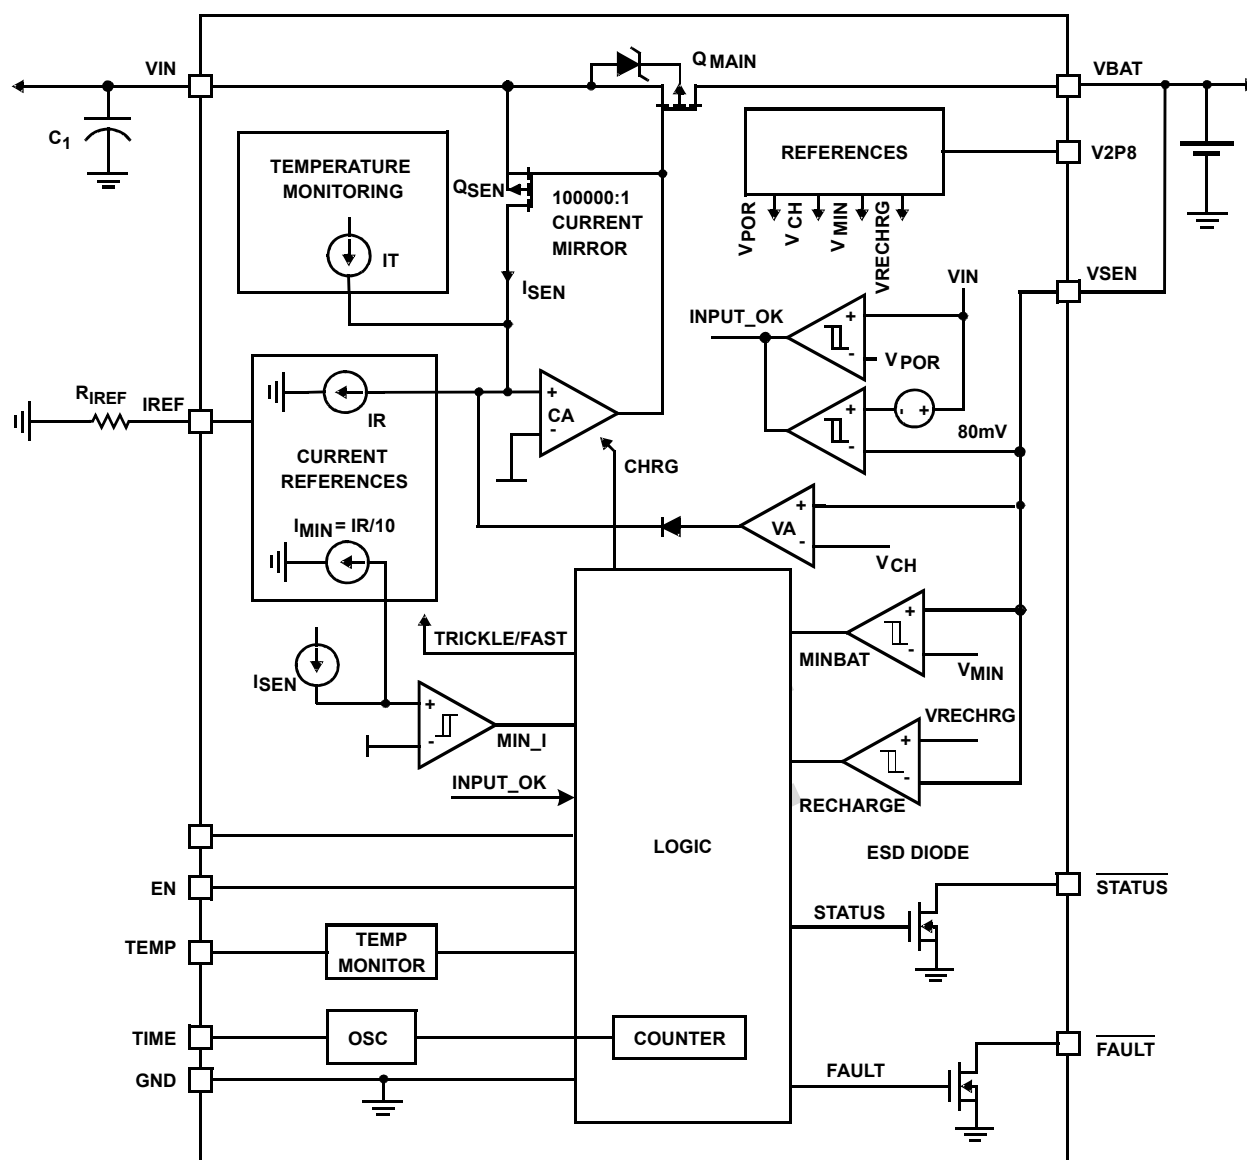 VIN
QMAIN
VBAT
C1
TEMPERATURE
MONITORING
IT
QSEN
100000:1
CURRENT
MIRROR
ISEN
REFERENCES
V2P8
VPOR
VCH
VMIN
VRECHRG
VSEN
VIN
INPUT_OK
+
-
VPOR
+
-
- +
80mV
RIREF
IREF
IR
CURRENT
REFERENCES
IMIN = IR/10
+
CA
-
CHRG
+
VA
-
VCH
TRICKLE/FAST
ISEN
+
-
MIN_I
INPUT_OK
+
-
MINBAT
VMIN
VRECHRG
+
-
RECHARGE
LOGIC
ESD DIODE
EN
STATUS
STATUS
TEMP
TEMP
MONITOR
TIME
OSC
COUNTER
FAULT
GND
FAULT